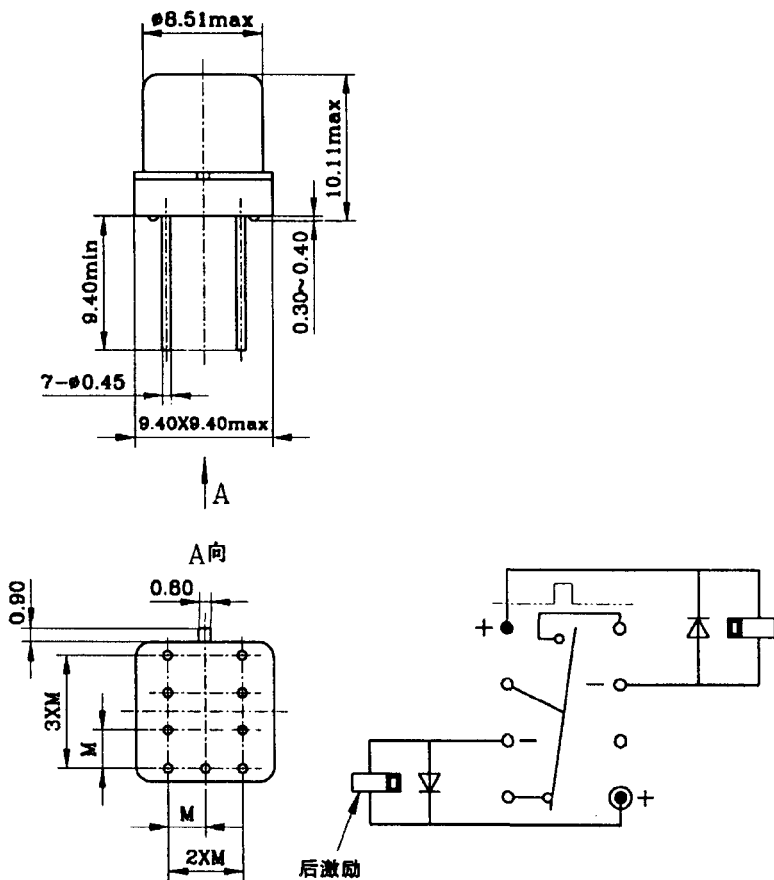 ø8.51max
10.11max
0.30~0.40
9.40min
7-ø0.45
9.40X9.40max
A
A向
0.90
0.80
3XM
M
M
2XM
+
−
−
+
后激励